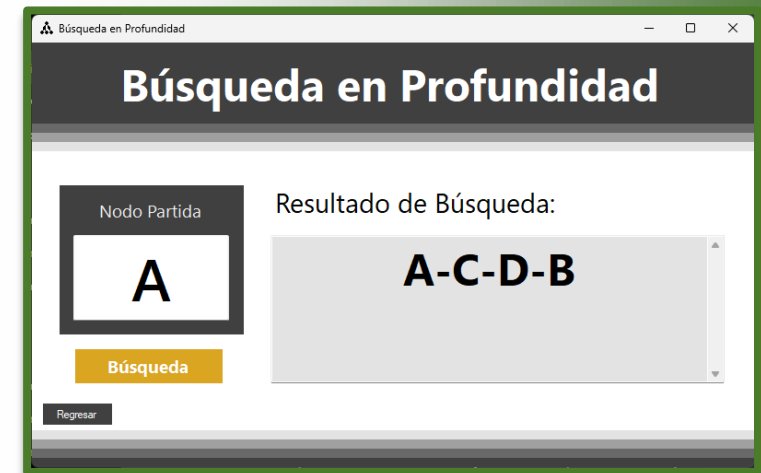 Búsqueda en Profundidad
Búsqueda en Profundidad
Nodo Partida
A
Búsqueda
Resultado de Búsqueda:
A-C-D-B
Regresar